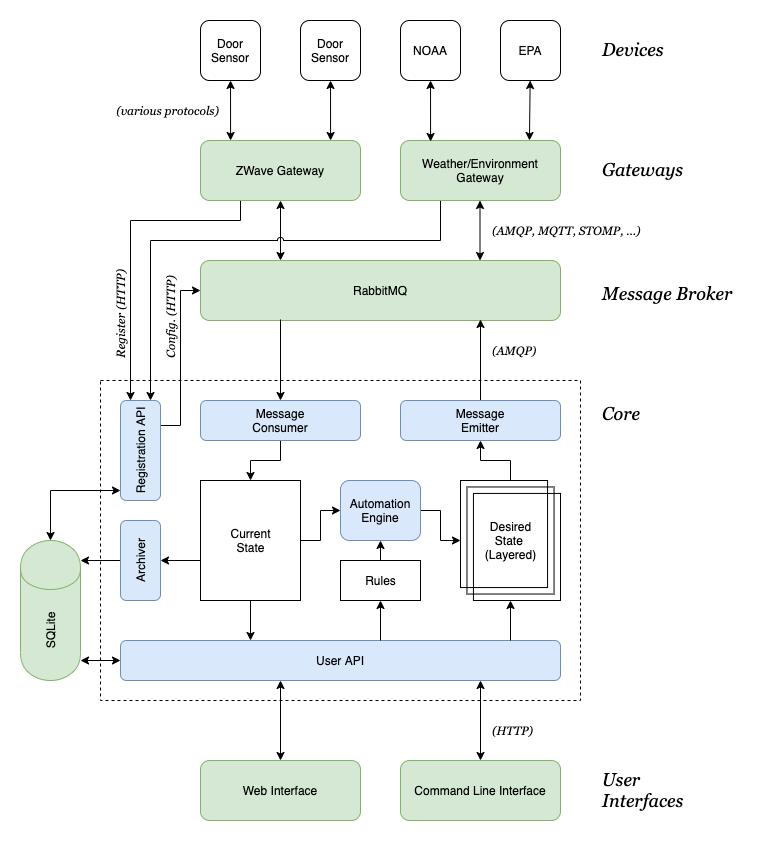 Door
Sensor
Door
Sensor
NOAA
EPA
Devices
(various protocols)
ZWave Gateway
Weather/Environment
Gateway
Gateways
(AMQP, MQTT, STOMP, ...)
Register (HTTP)
Config. (HTTP)
RabbitMQ
Message Broker
(AMQP)
Registration API
Message
Consumer
Message
Emitter
Core
Current
State
Automation
Engine
Desired
State
(Layered)
Archiver
Rules
SQLite
User API
(HTTP)
Web Interface
Command Line Interface
User
Interfaces